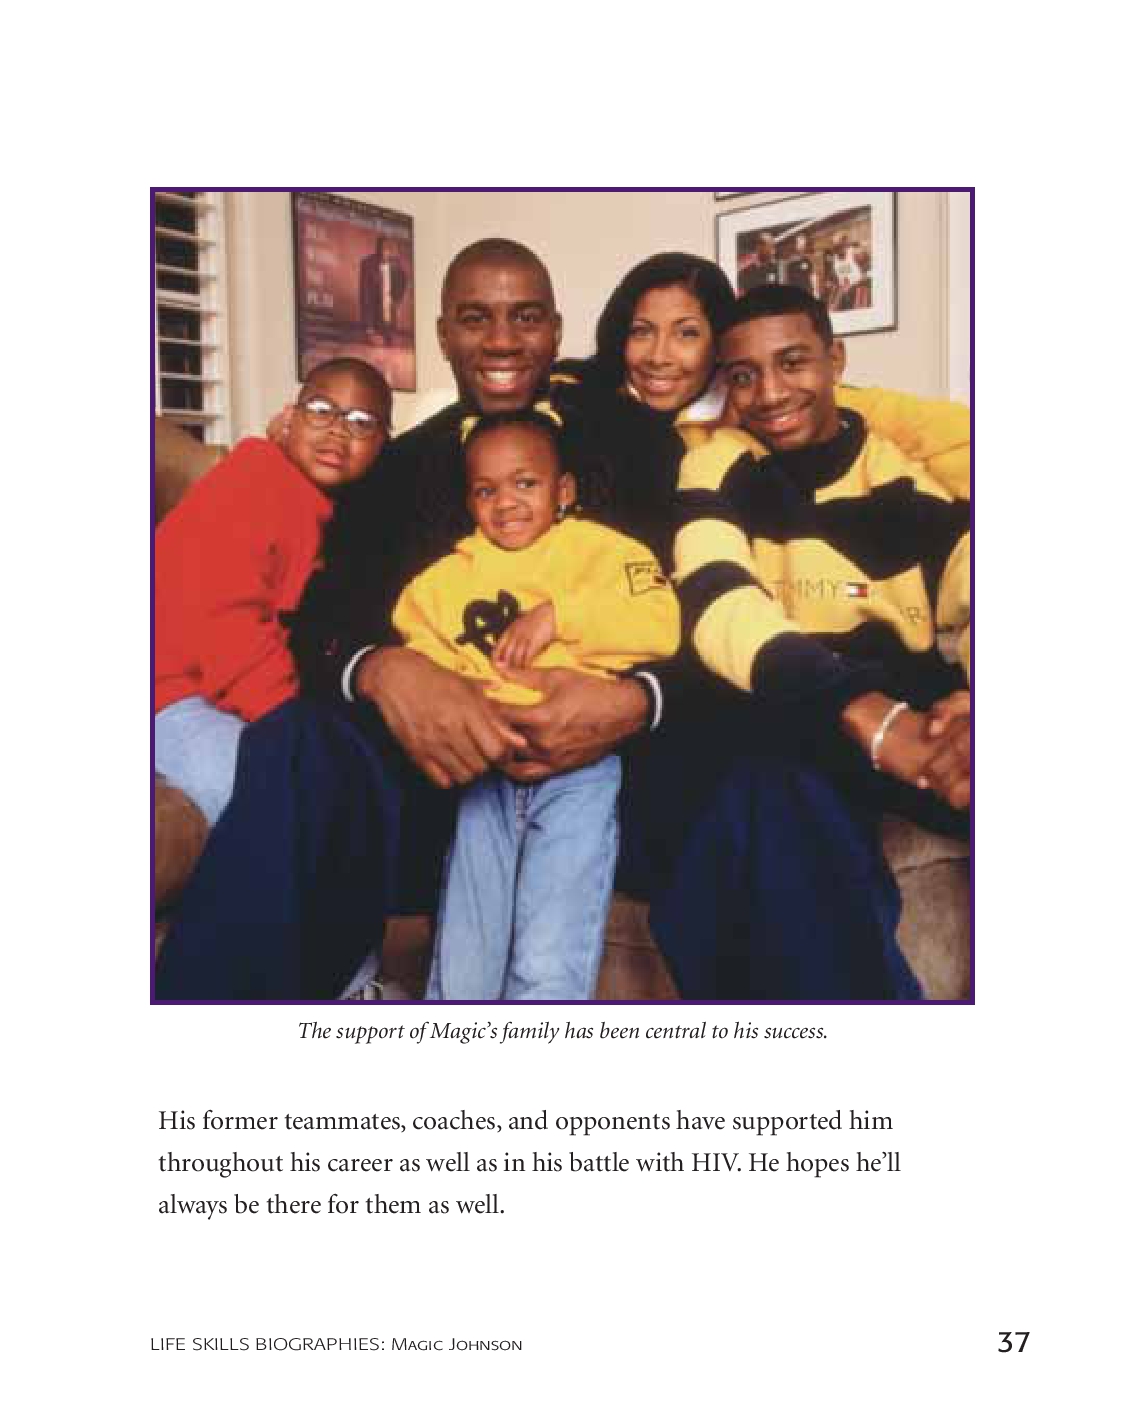 TOMMY
The support of Magic’s family has been central to his success.
His former teammates, coaches, and opponents have supported him
throughout his career as well as in his battle with HIV. He hopes he’ll
always be there for them as well.
LIFE SKILLS BIOGRAPHIES: MAGIC JOHNSON
37